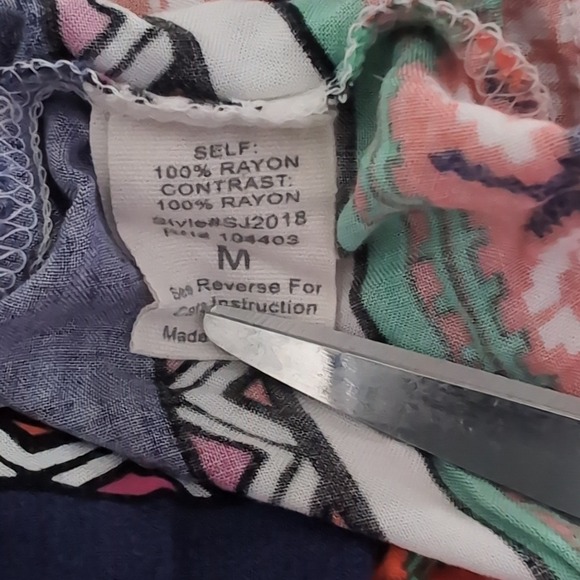 SELF:
100% RAYON
CONTRAST:
100% RAYON
Style#SJ2018
104403
M
See Reverse For
Instruction
Made